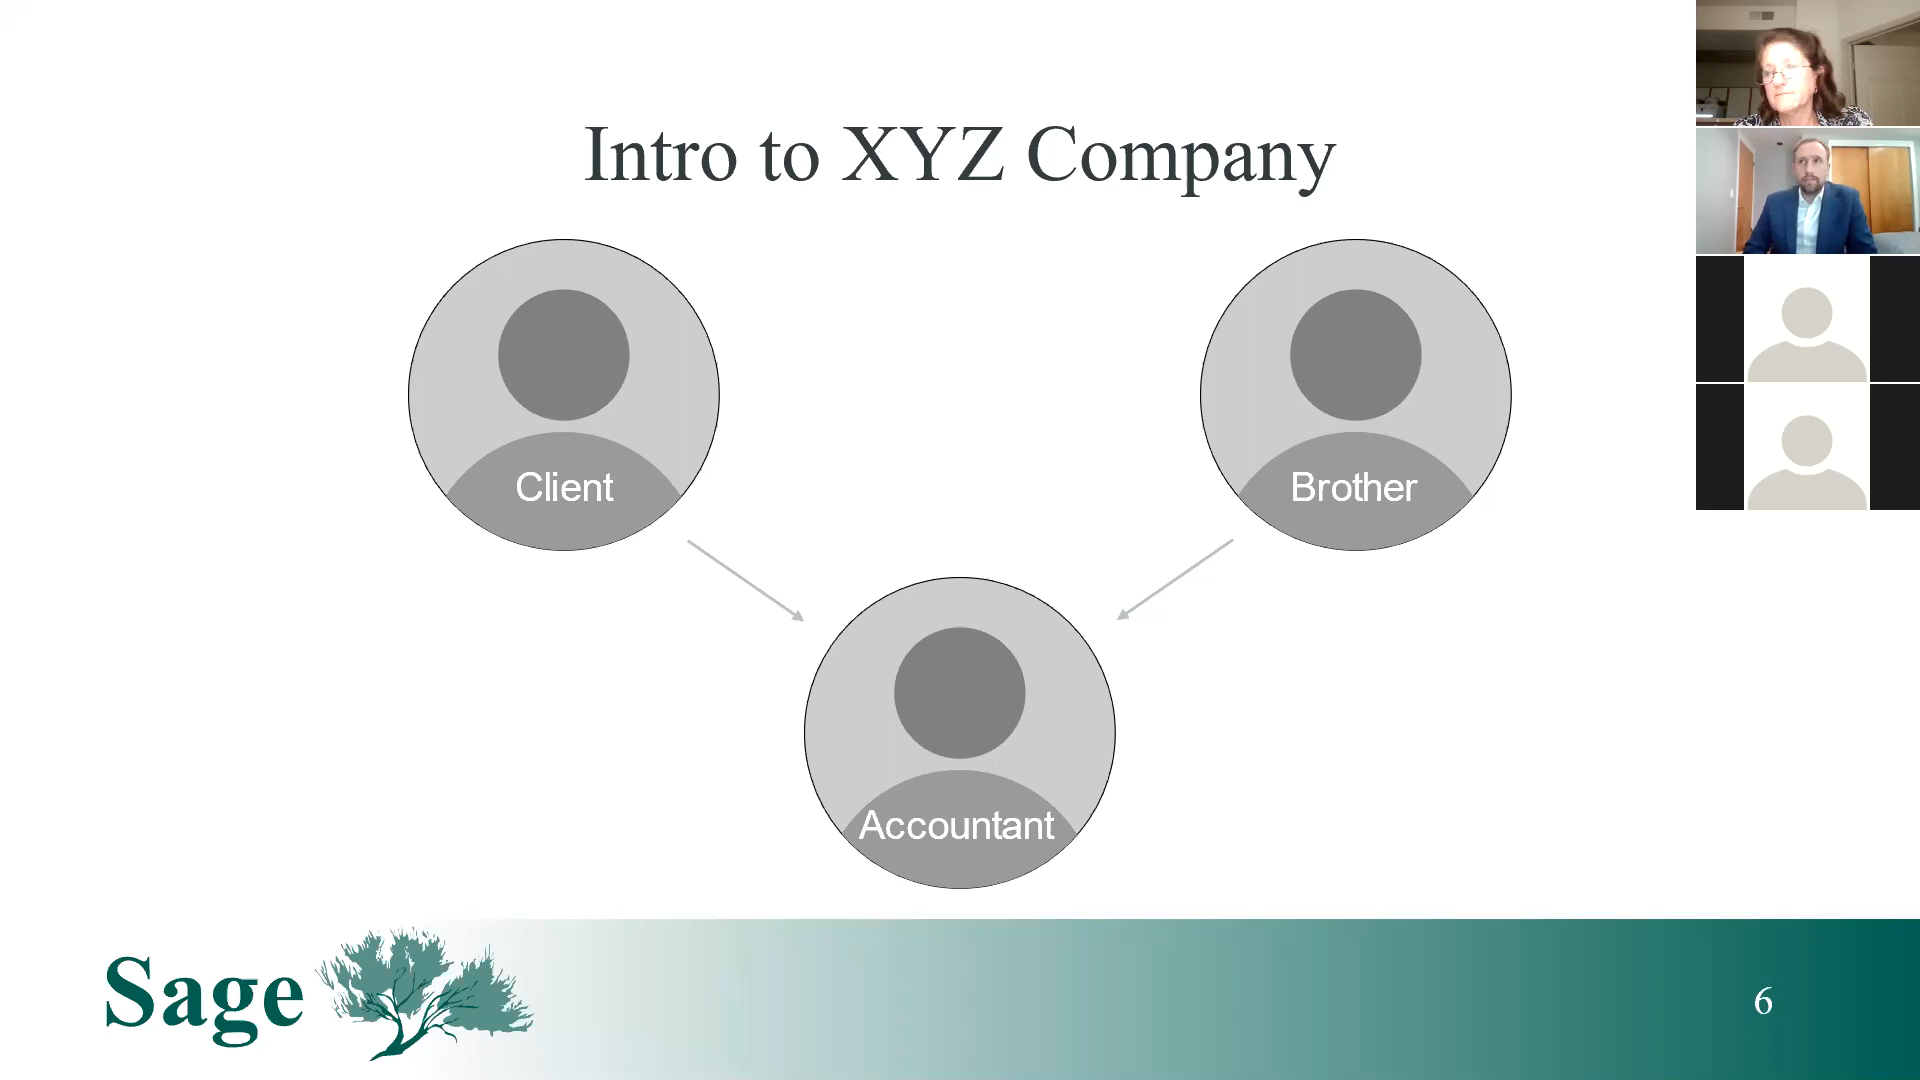 Intro to XYZ Company
Client
Brother
Accountant
Sage
6